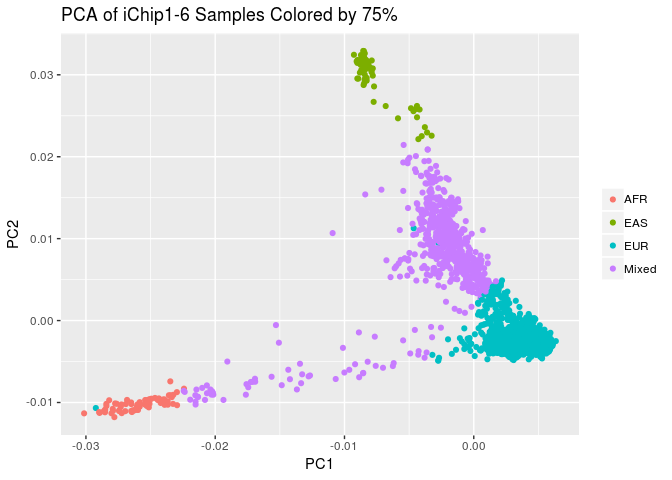 PCA of iChip1-6 Samples Colored by 75%
0.03
0.02
0.01
0.00
-0.01
PC2
-0.03
-0.02
-0.01
0.00
PC1
AFR
EAS
EUR
Mixed